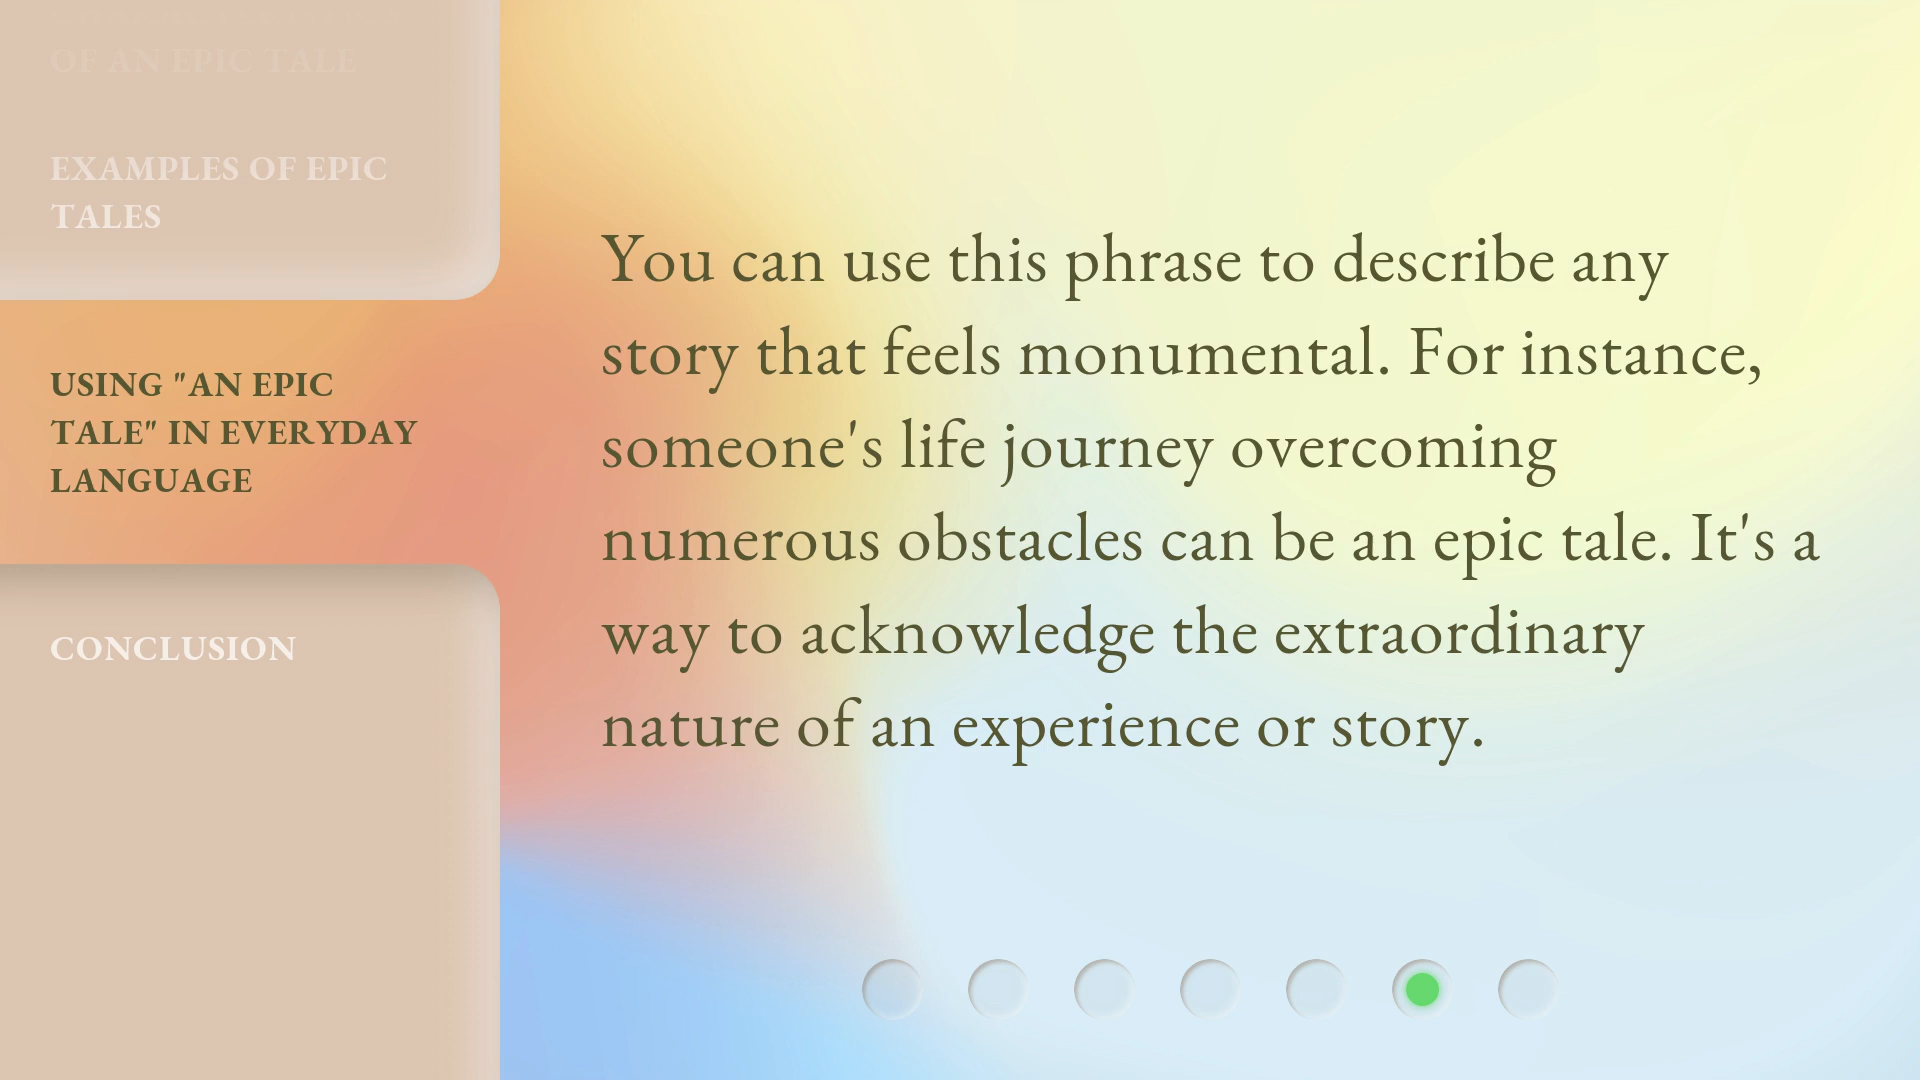 OF AN EPIC TALE
EXAMPLES OF EPIC
TALES
USING "AN EPIC
TALE" IN EVERYDAY
LANGUAGE
CONCLUSION
You can use this phrase to describe any
story that feels monumental. For instance,
someone's life journey overcoming
numerous obstacles can be an epic tale. It's a
way to acknowledge the extraordinary
nature of an experience or story.